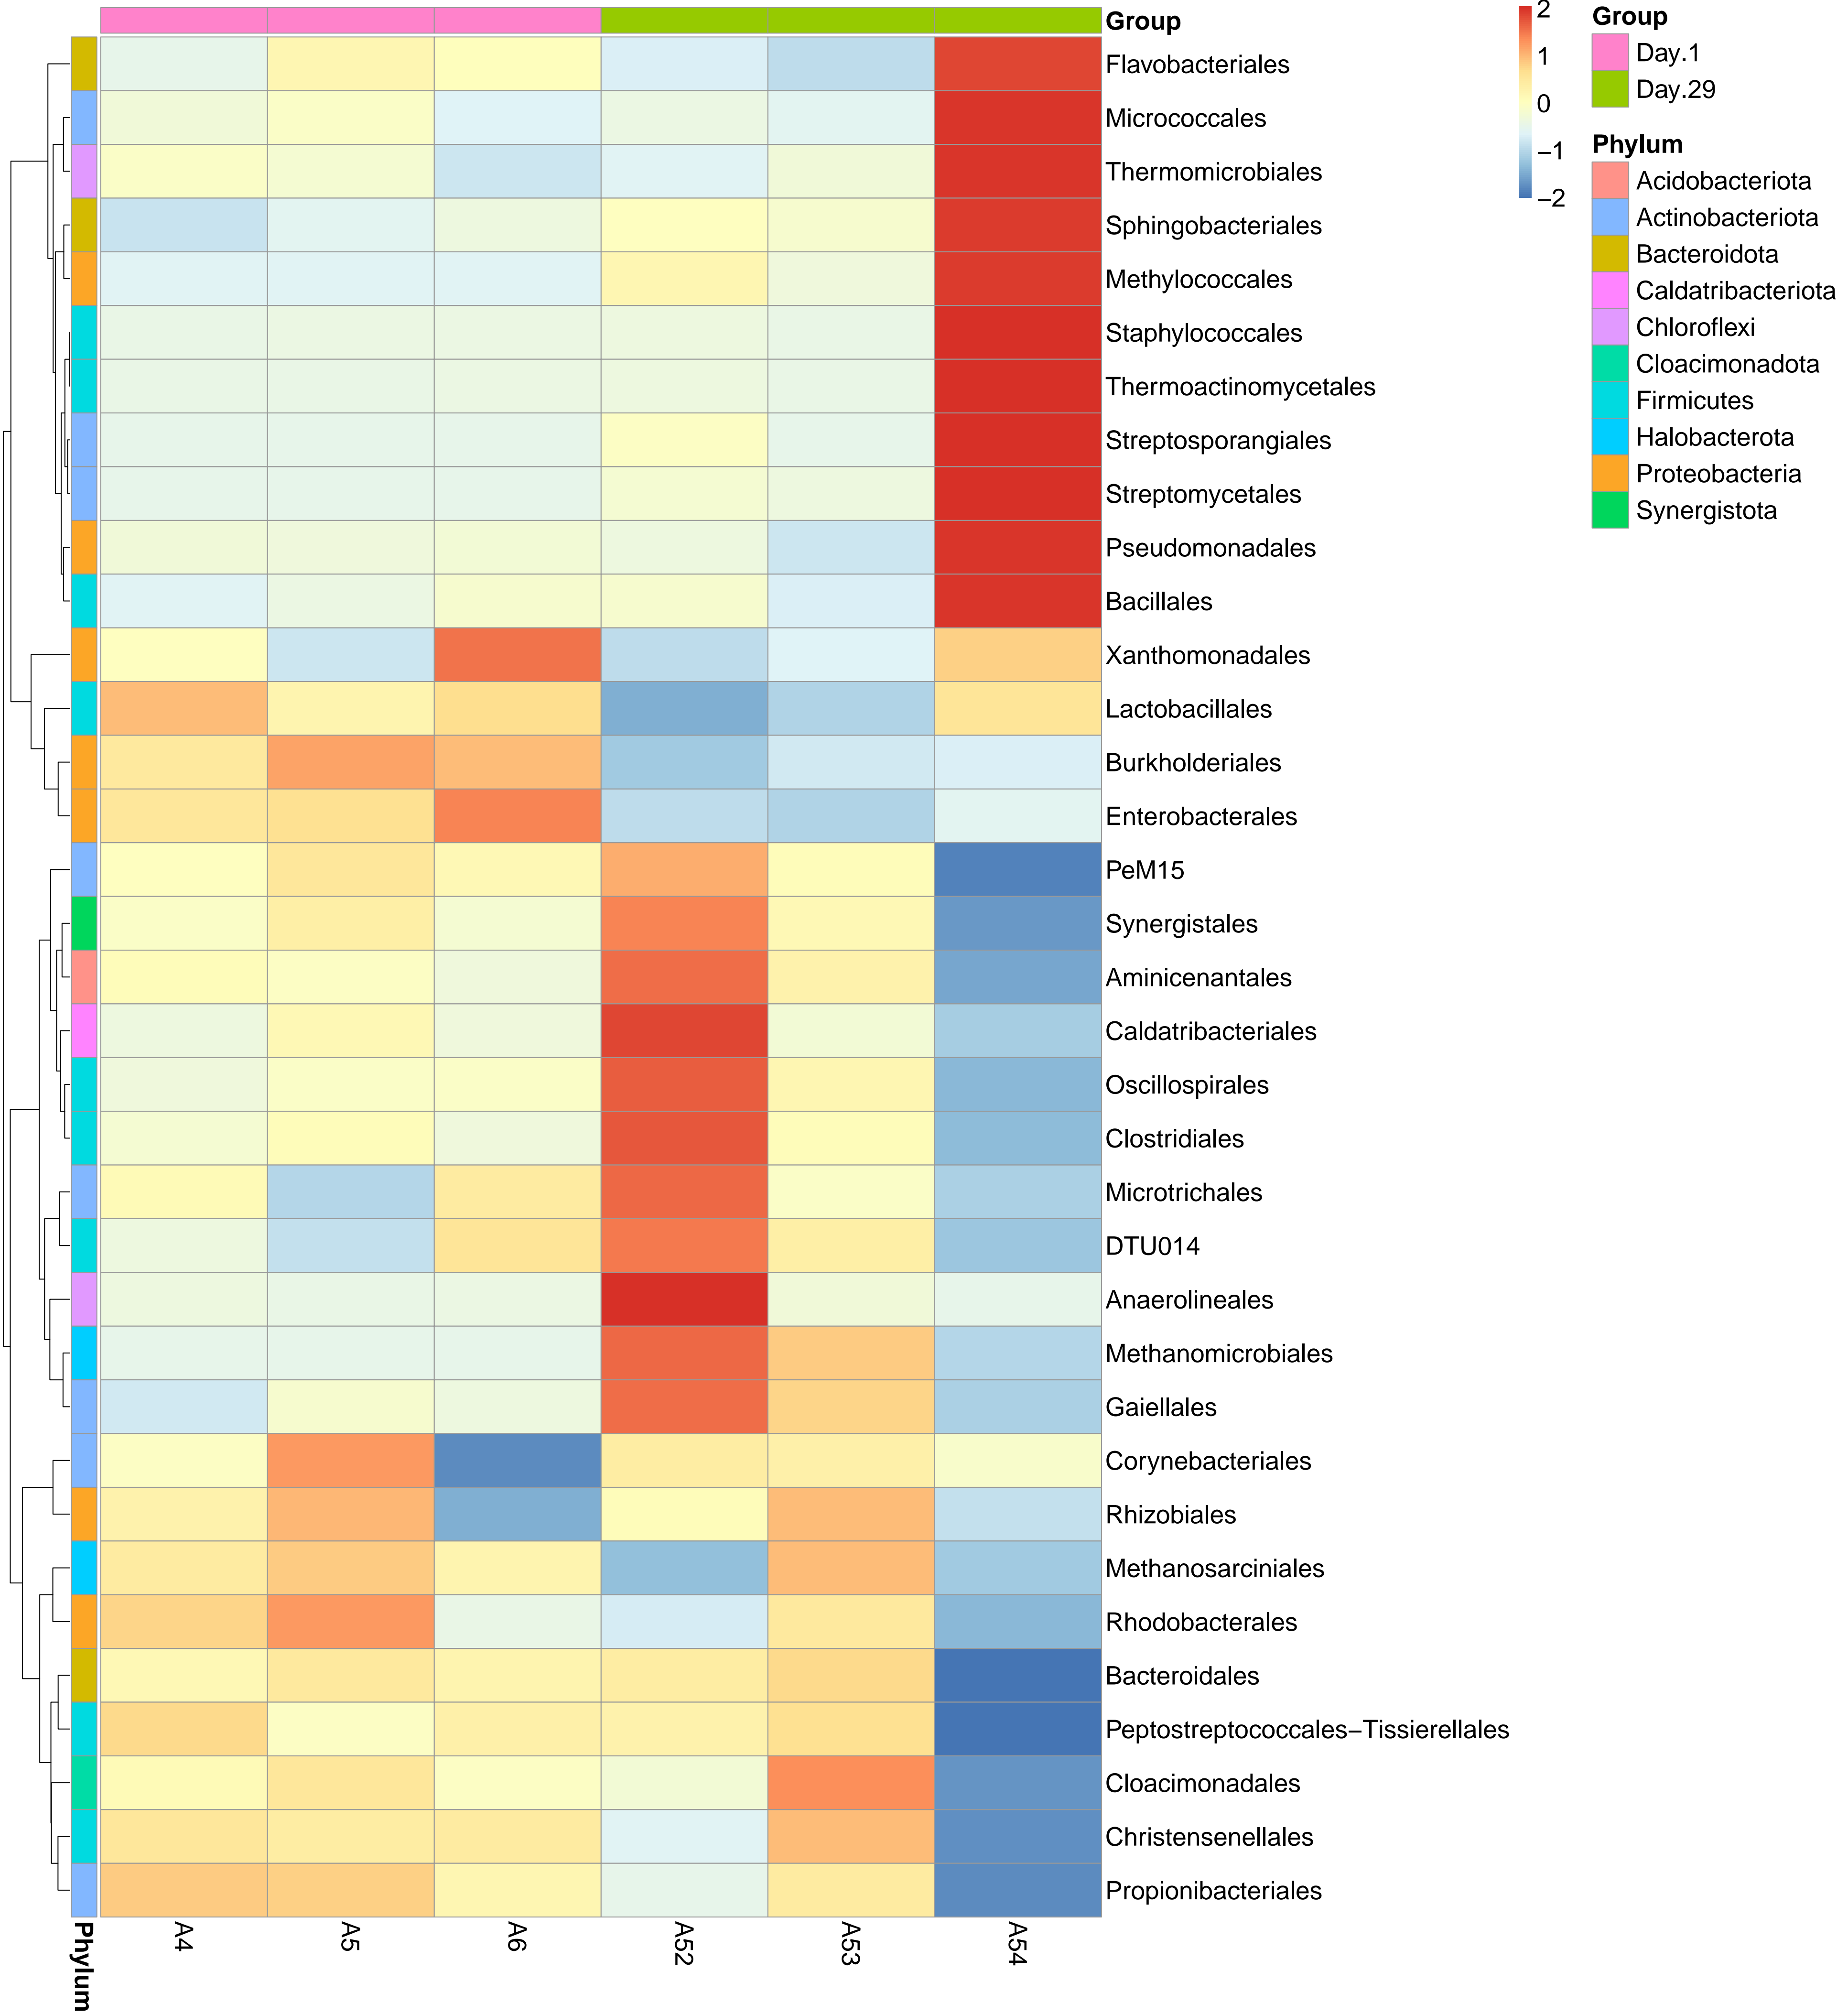 Group
Flavobacteriales
Micrococcales
Thermomicrobiales
Sphingobacteriales
Methylococcales
Staphylococcales
Thermoactinomycetales
Streptosporangiales
Streptomycetales
Pseudomonadales
Bacillales
Xanthomonadales
Lactobacillales
Burkholderiales
Enterobacterales
PeM15
Synergistales
Aminicenantales
Caldatribacteriales
Oscillospirales
Clostridiales
Microtrichales
DTU014
Anaerolineales
Methanomicrobiales
Gaiellales
Corynebacteriales
Rhizobiales
Methanosarciniales
Rhodobacterales
Bacteroidales
Peptostreptococcales−Tissierellales
Cloacimonadales
Christensenellales
Propionibacteriales
Phylum
A4
A5
A6
A52
A53
A54
2
1
0
−1
−2
Group
Day.1
Day.29
Phylum
Acidobacteriota
Actinobacteriota
Bacteroidota
Caldatribacteriota
Chloroflexi
Cloacimonadota
Firmicutes
Halobacterota
Proteobacteria
Synergistota